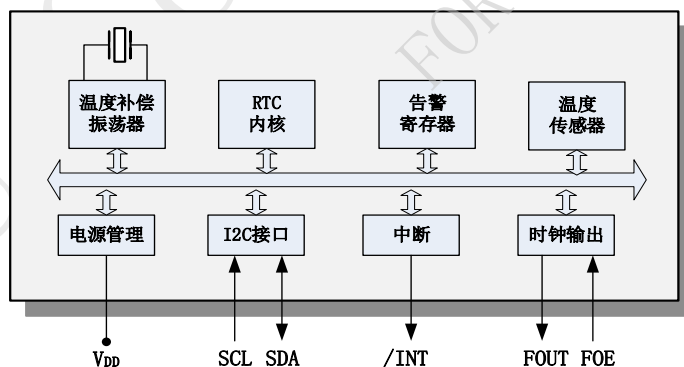 FOR
温度补偿
振荡器
RTC
内核
告警
寄存器
温度
传感器
电源管理
I2C接口
中断
时钟输出
VDD
SCL SDA
/INT
FOUT FOE